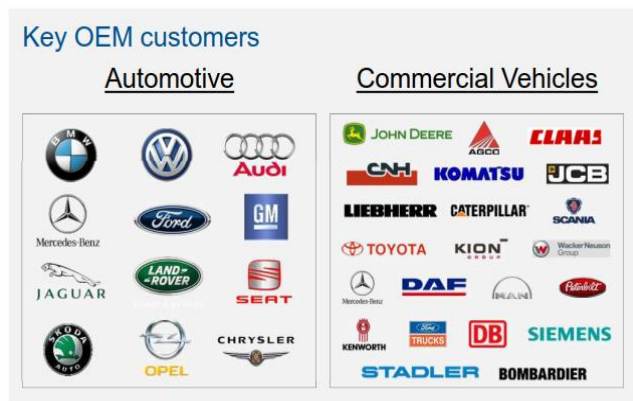 Key OEM customers
Automotive
Commercial Vehicles
BMW
Audi
Mercedes-Benz
Ford
GM
JAGUAR
LAND-
-ROVER
SEAT
SKODA
AUTO
OPEL
CHRYSLER
JOHN DEERE
AGCO
CLAAS
CNH
KOMATSU
JCB
LIEBHERR
CATERPILLAR
SCANIA
TOYOTA
KION
GROUP
Wacker Neuson
Group
Mercedes-Benz
DAF
MAN
Peterbilt
KENWORTH
Ford
TRUCKS
DB
SIEMENS
STADLER
BOMBARDIER